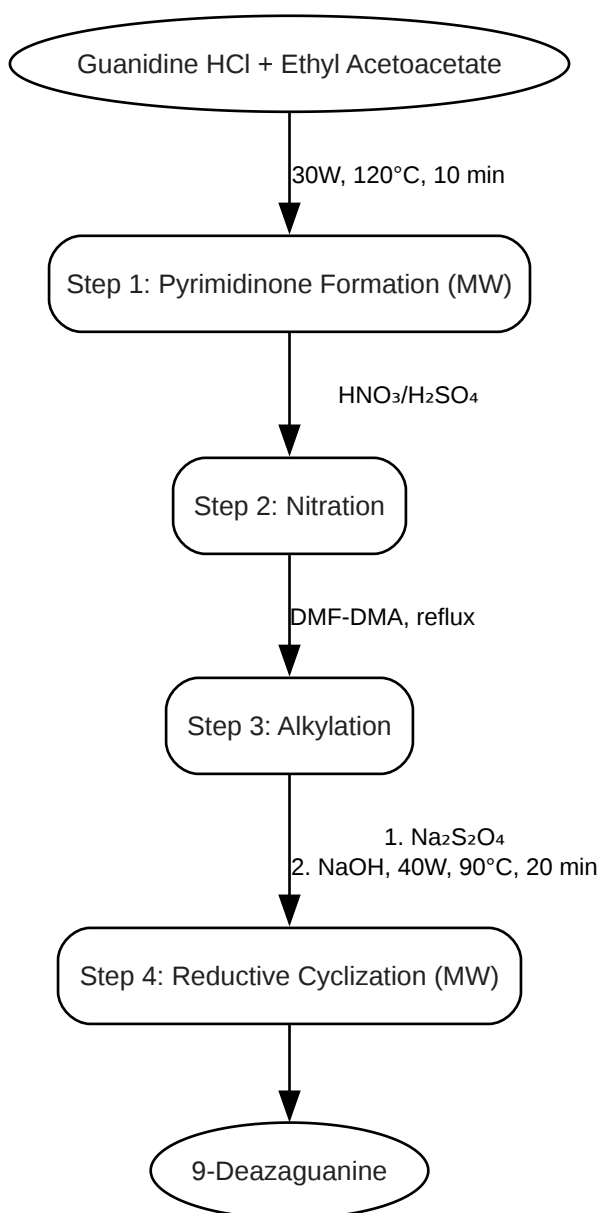 Guanidine HCl + Ethyl Acetoacetate
30W, 120°C, 10 min
Step 1: Pyrimidinone Formation (MW)
HNO₃/H₂SO₄
Step 2: Nitration
DMF-DMA, reflux
Step 3: Alkylation
1. Na₂S₂O₄
2. NaOH, 40W, 90°C, 20 min
Step 4: Reductive Cyclization (MW)
9-Deazaguanine